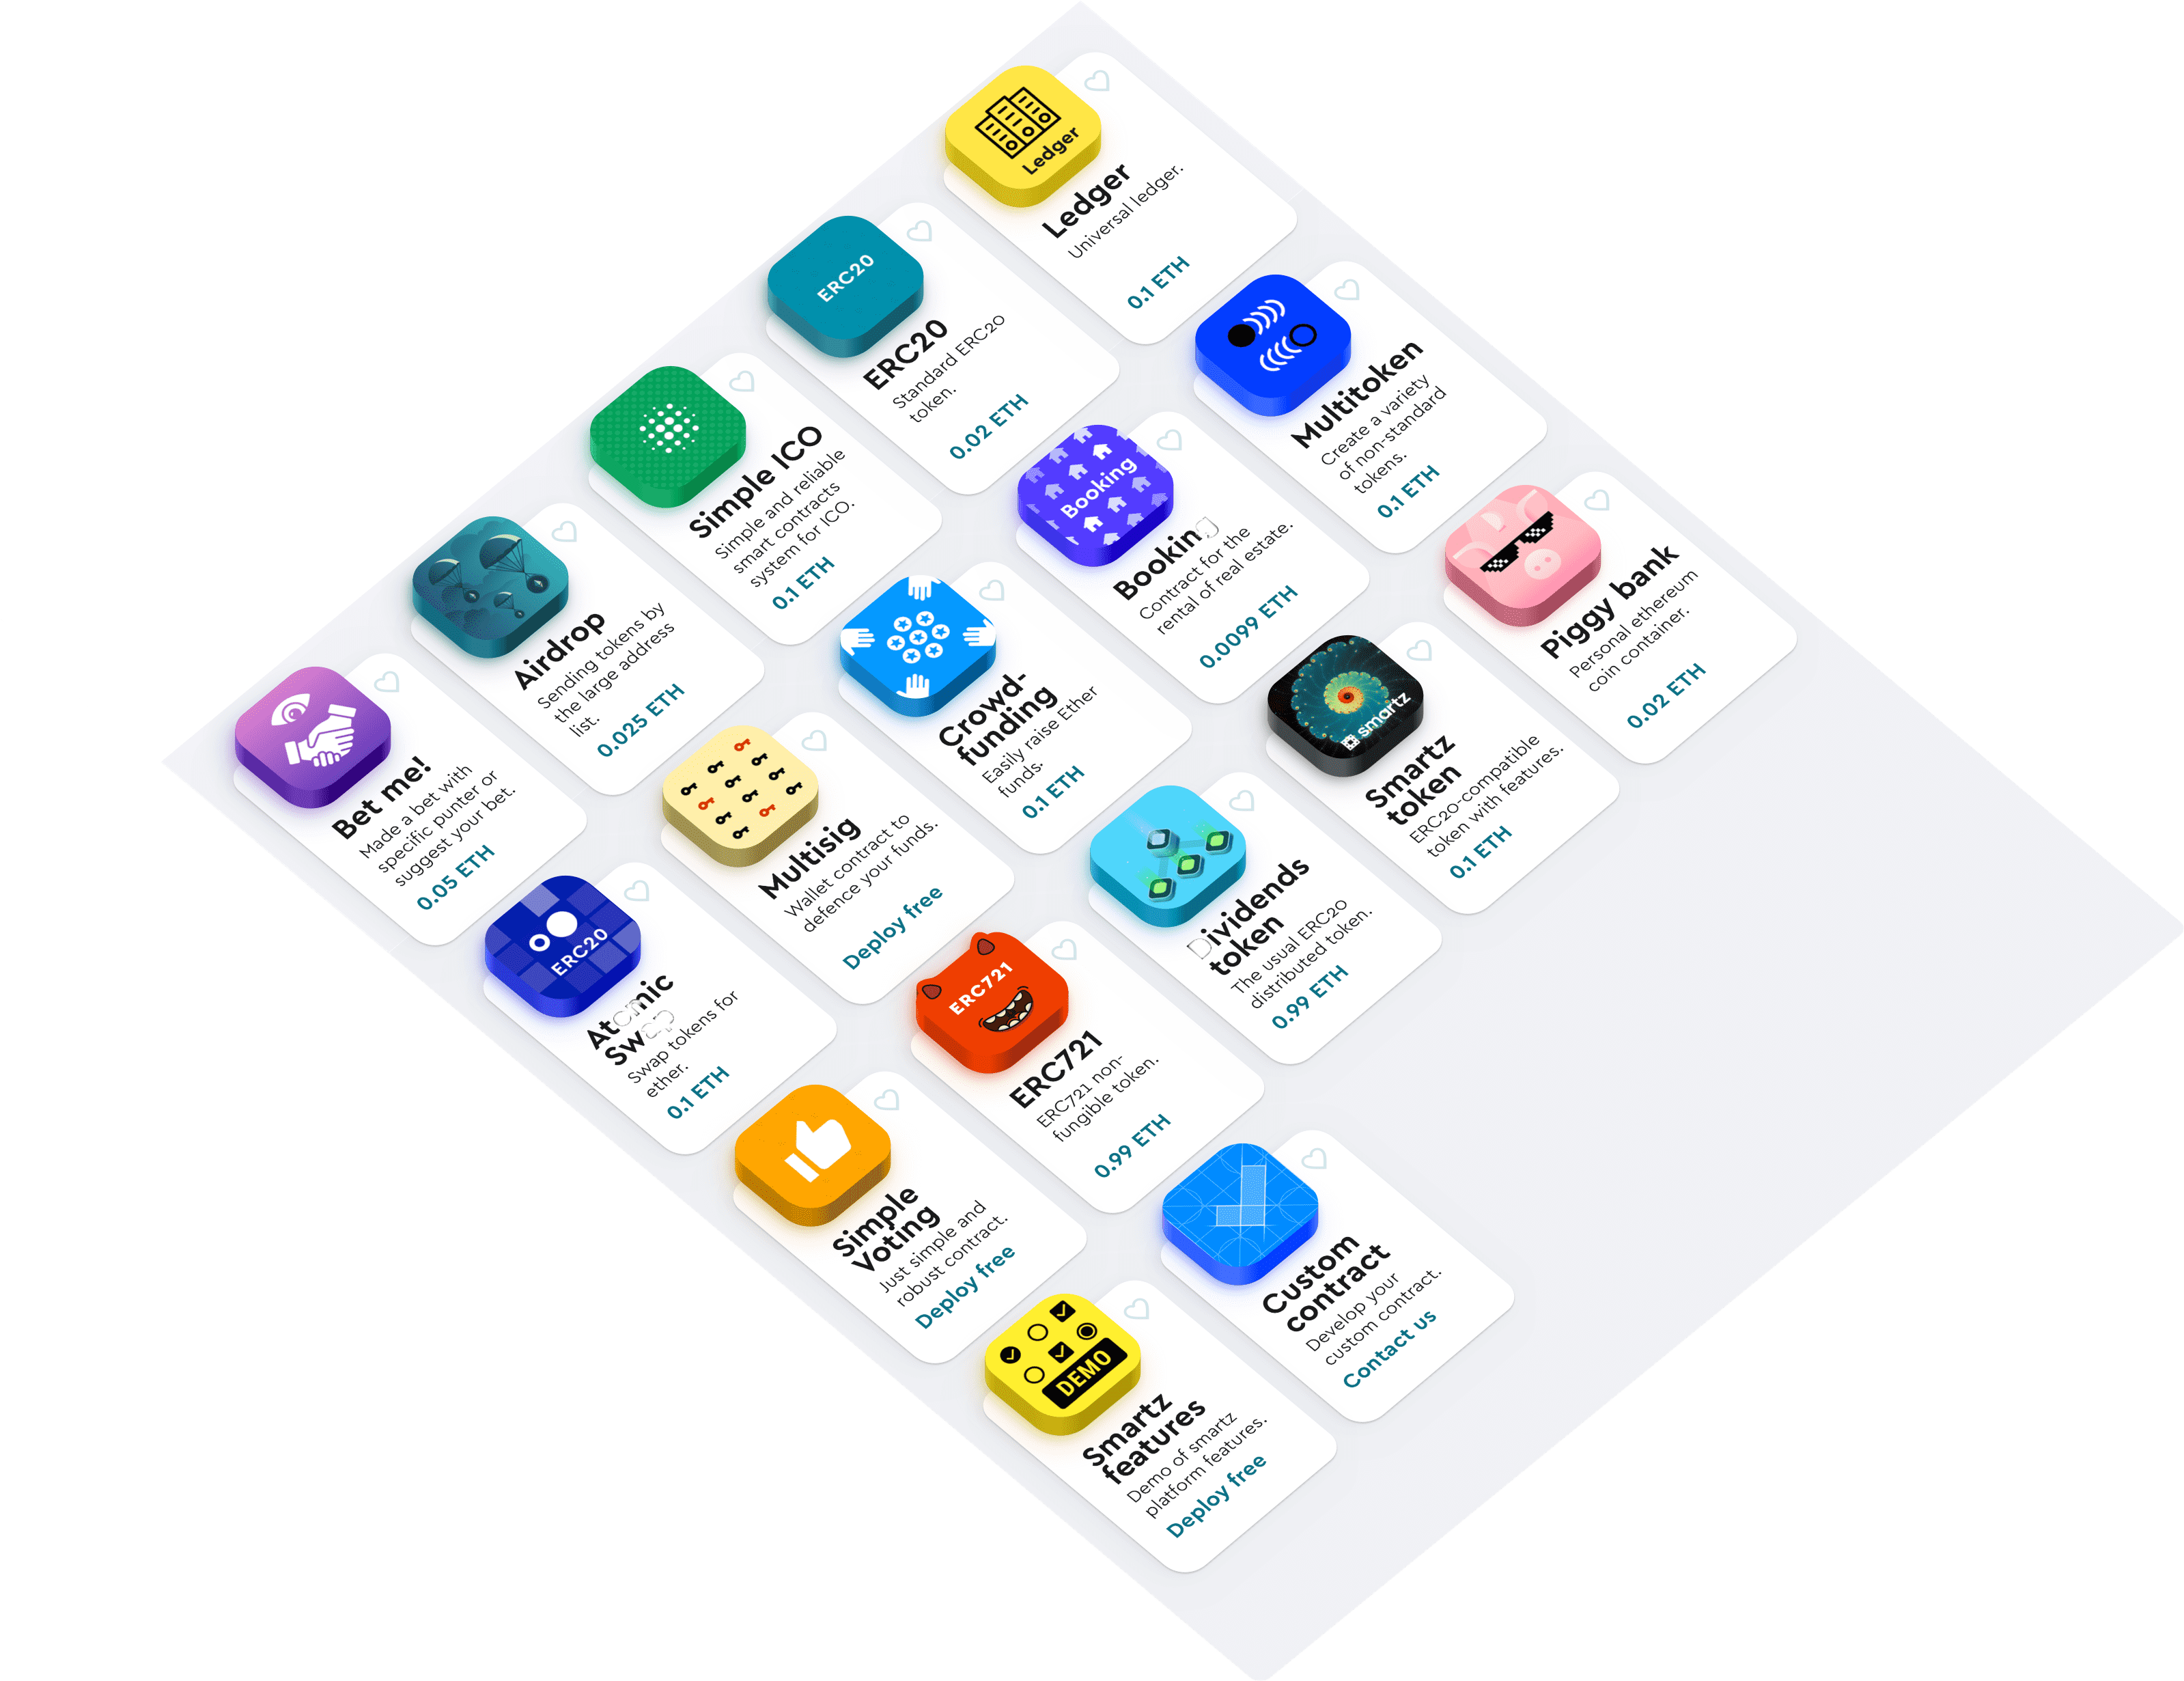 Ledger
Ledger
Universal ledger.
0.1 ETH
ERC20
ERC20
Standard ERC20
token.
0.02 ETH
Simple ICO
Simple and reliable
smart contracts
system for ICO.
0.1 ETH
Airdrop
Sending tokens by
the large address
list.
0.025 ETH
Bet me!
Made a bet with
specific punter or
suggest your bet.
0.05 ETH
Multitoken
Create a variety
of non-standard
tokens.
0.1 ETH
Booking
Booking
Contract for the
rental of real estate.
0.0099 ETH
Crowd-
funding
Easily raise Ether
funds.
0.1 ETH
Multisig
Wallet contract to
defence your funds.
Deploy free
ERC20
Atomic
Swap
Swap tokens for
ether.
0.1 ETH
Piggy bank
Personal ethereum
coin container.
0.02 ETH
smartz
Smartz
token
ERC20-compatible
token with features.
0.1 ETH
Dividends
token
The usual ERC20
distributed token.
0.99 ETH
ERC721
ERC721
ERC721 non-
fungible token.
0.99 ETH
Simple
Voting
Just simple and
robust contract.
Deploy free
Custom
contract
Develop your
custom contract.
Contact us
DEMO
Smartz
features
Demo of smartz
platform features.
Deploy free